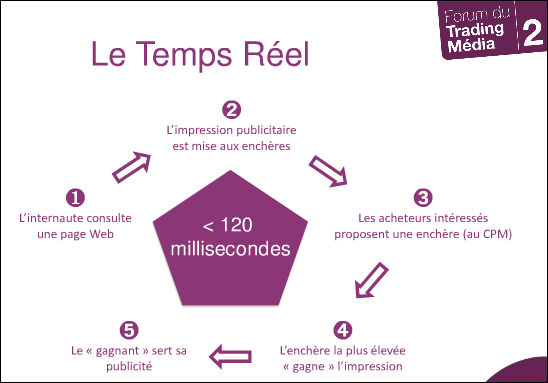 Forum du
Trading
Média 2
Le Temps Réel
❷
L'impression publicitaire
est mise aux enchères
❶
L'internaute consulte
une page Web
< 120
millisecondes
❸
Les acheteurs intéressés
proposent une enchère (au CPM)
❺
Le « gagnant » sert sa
publicité
❹
L'enchère la plus élevée
« gagne » l'impression